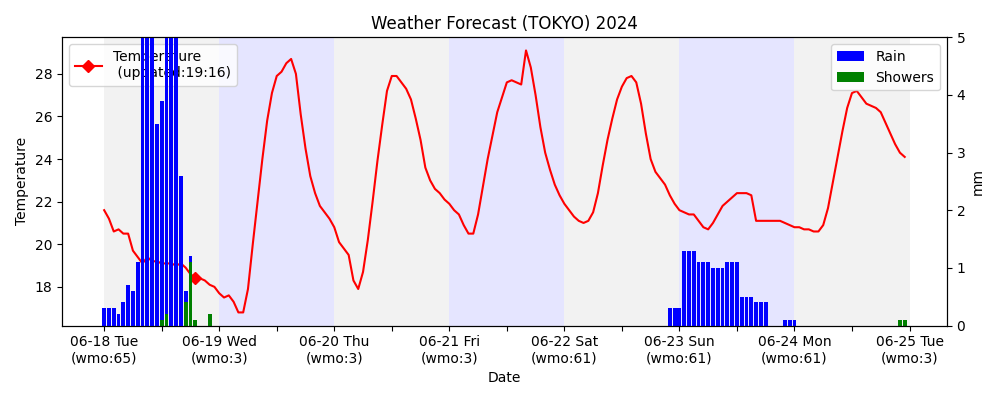 Weather Forecast (TOKYO) 2024
Temperature
(updated:19:16)
Rain
Showers
Temperature
28
26
24
22
20
18
5
4
3
2
1
0
mm
06-18 Tue
(wmo:65)
06-19 Wed
(wmo:3)
06-20 Thu
(wmo:3)
06-21 Fri
(wmo:3)
06-22 Sat
(wmo:61)
06-23 Sun
(wmo:61)
06-24 Mon
(wmo:61)
06-25 Tue
(wmo:3)
Date